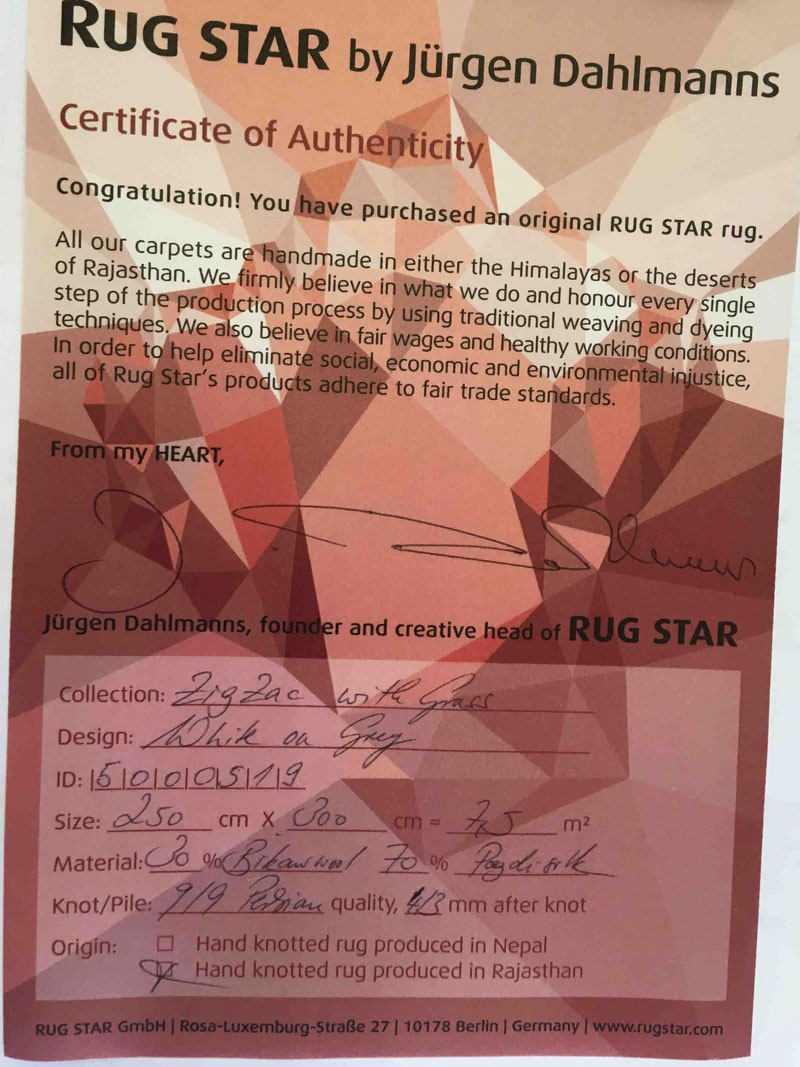 RUG STAR by Jürgen Dahlmanns
Certificate of Authenticity
Congratulation! You have purchased an original RUG STAR rug.
All our carpets are handmade in either the Himalayas or the deserts
of Rajasthan. We firmly believe in what we do and honour every single
step of the production process by using traditional weaving and dyeing
techniques. We also believe in fair wages and healthy working conditions.
In order to help eliminate social, economic and environmental injustice,
all of Rug Star's products adhere to fair trade standards.
From my HEART,
Jürgen Dahlmanns, founder and creative head of RUG STAR
Collection: ZigZac with Grass
Design: White on Grey
ID: |5|0|0|0|5|1|9
Size: 250 cm X 300 cm = 7,5 m²
Material: 30 % 70 %
Knot/Pile: 9/9 Persian quality, 4/3 mm after knot
Origin: Hand knotted rug produced in Nepal
Hand knotted rug produced in Rajasthan
RUG STAR GmbH | Rosa-Luxemburg-Straße 27 | 10178 Berlin | Germany | www.rugstar.com